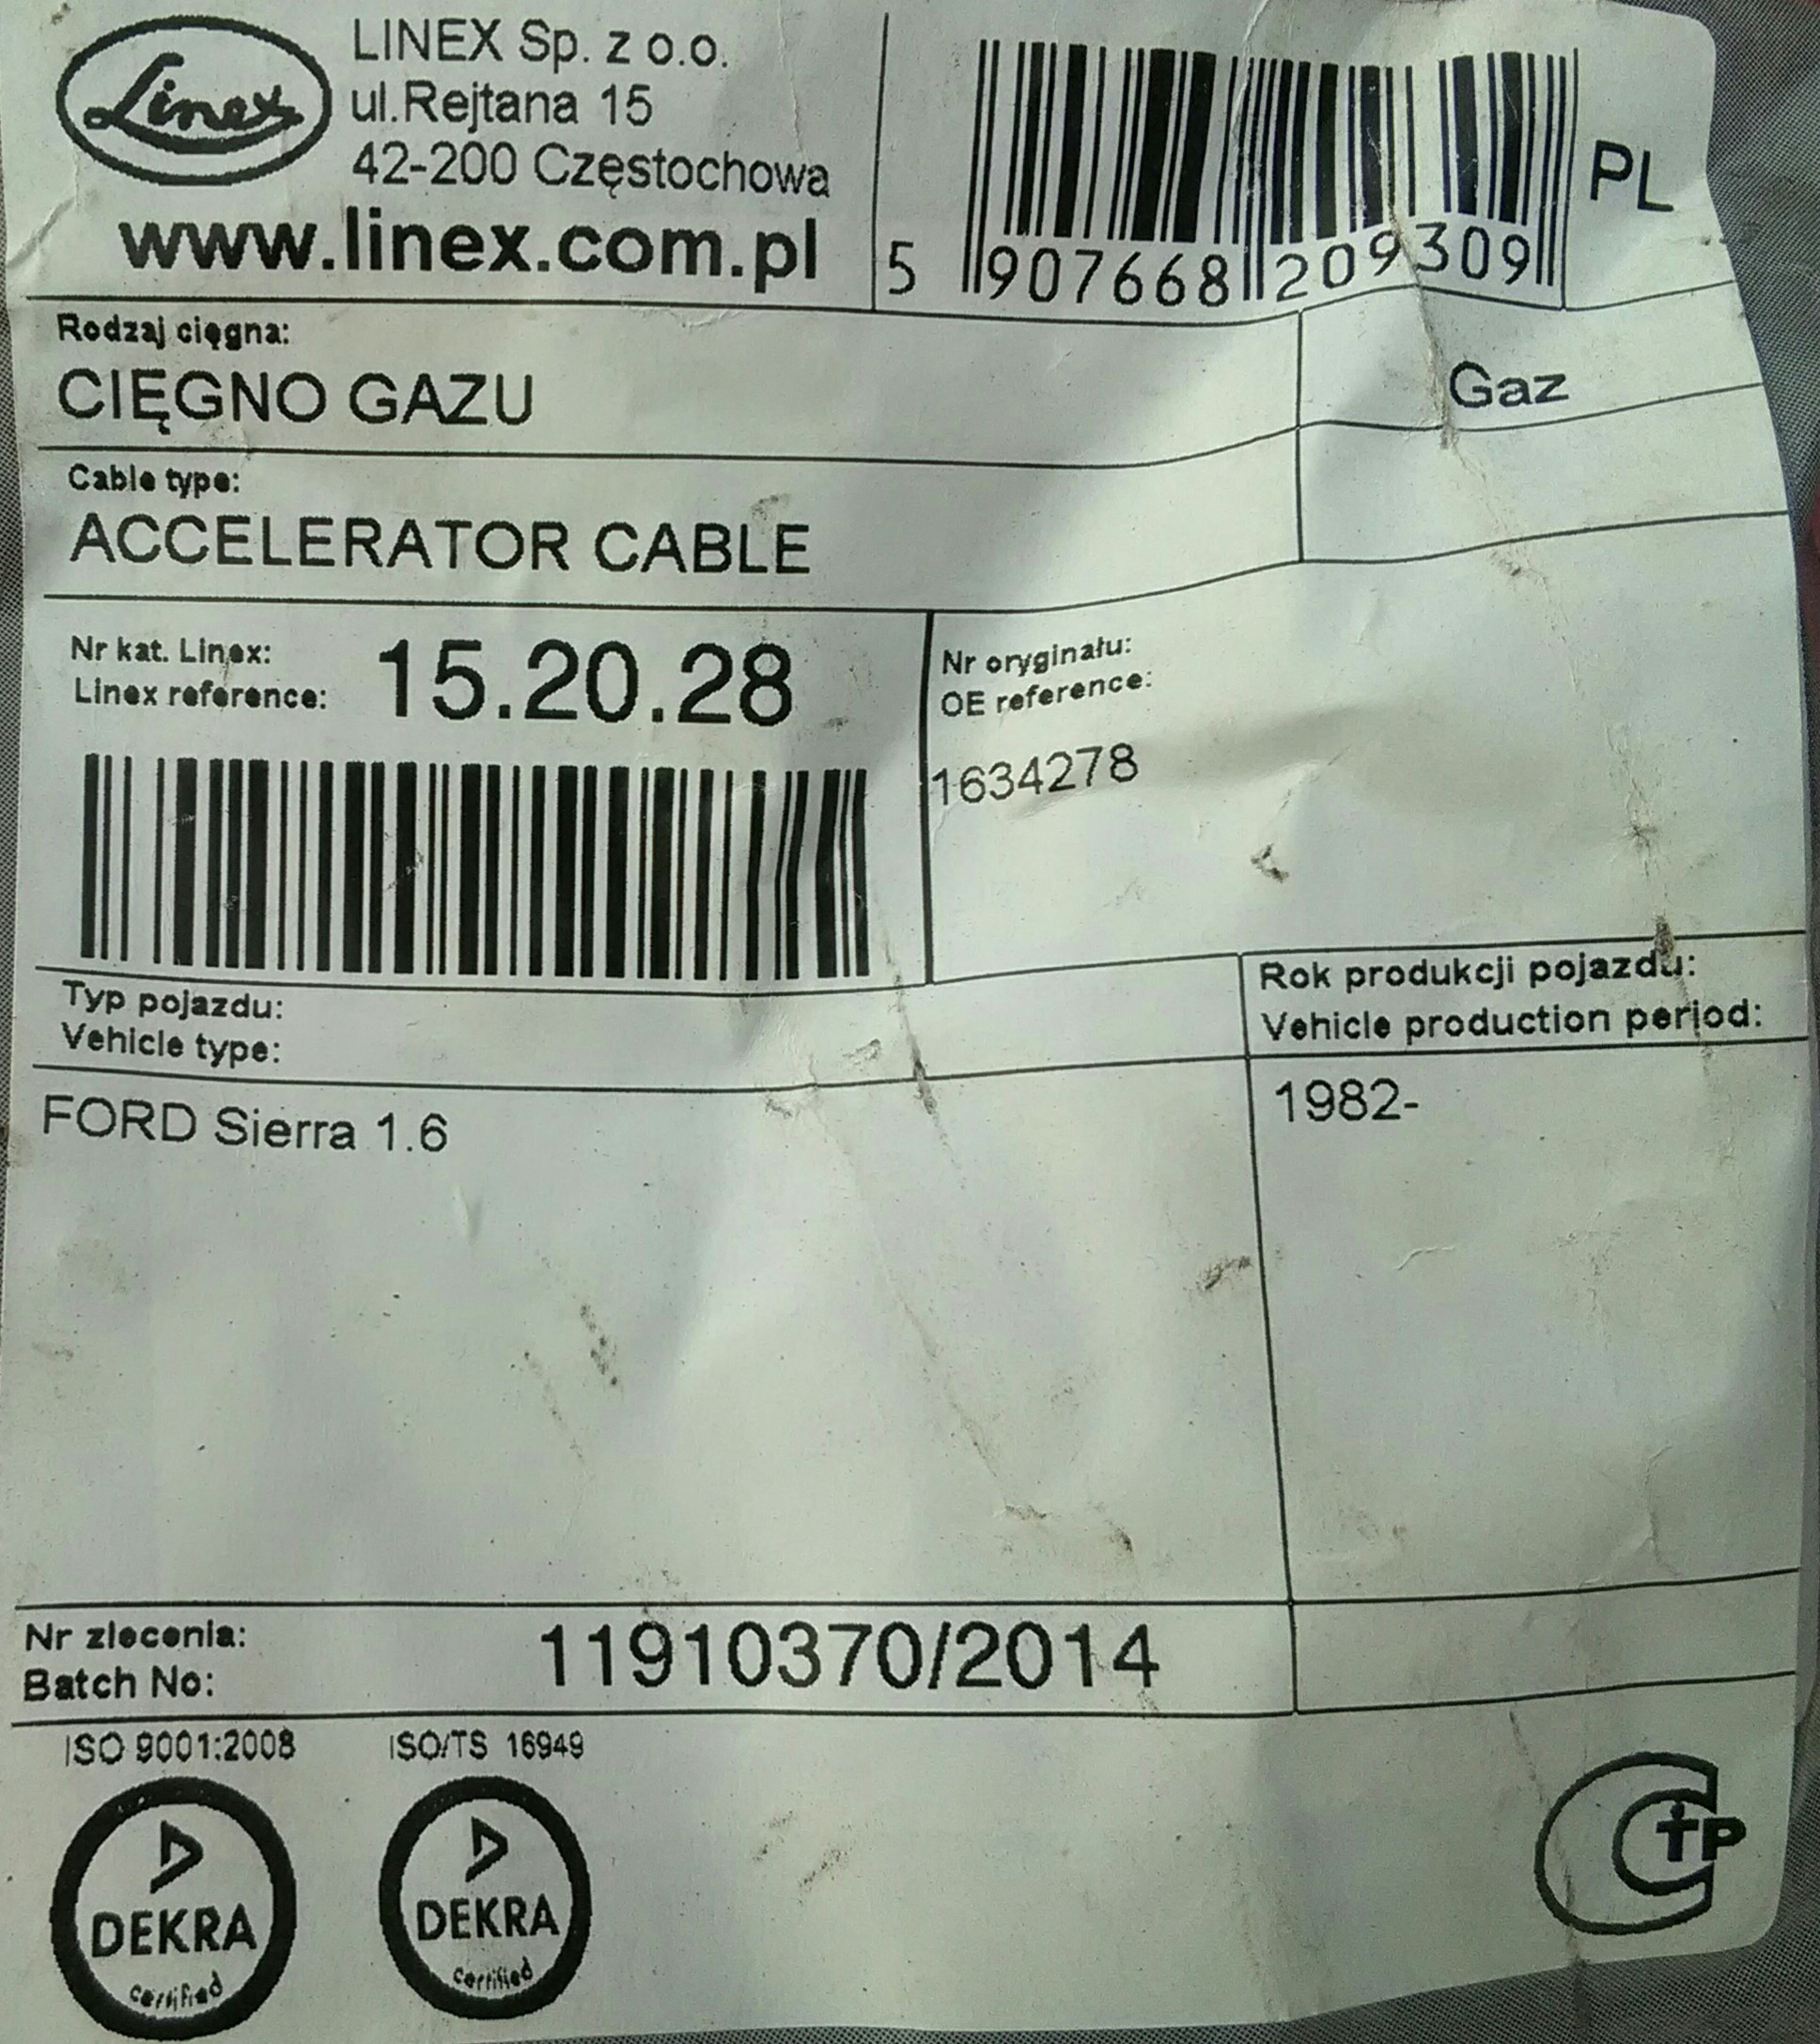 Linex
LINEX Sp. z o.o.
ul.Rejtana 15
42-200 Częstochowa
www.linex.com.pl
5 907668 209309
PL
Rodzaj cięgna:
CIĘGNO GAZU
Gaz
Cable type:
ACCELERATOR CABLE
Nr kat. Linex:
Linex reference:
15.20.28
Nr oryginału:
OE reference:
1634278
Typ pojazdu:
Vehicle type:
Rok produkcji pojazdu:
Vehicle production period:
FORD Sierra 1.6
1982-
Nr zlecenia:
Batch No:
11910370/2014
ISO 9001:2008
DEKRA
certified
ISO/TS 16949
DEKRA
certified